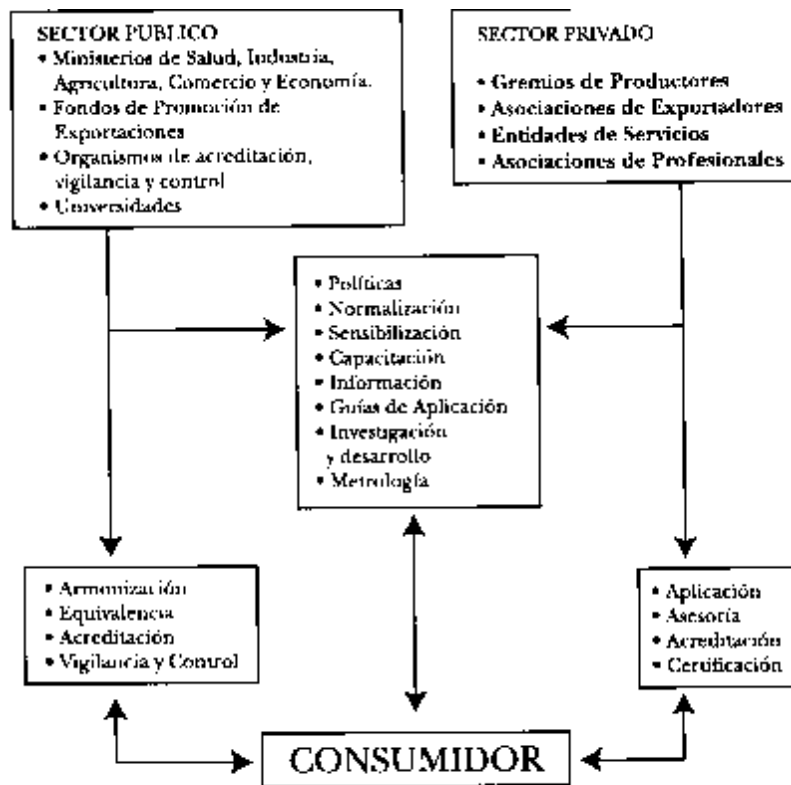 SECTOR PUBLICO
• Ministerios de Salud, Industria,
Agricultura, Comercio y Economía.
• Fondos de Promoción de
Exportaciones
• Organismos de acreditación,
vigilancia y control
• Universidades
SECTOR PRIVADO
• Gremios de Productores
• Asociaciones de Exportadores
• Entidades de Servicios
• Asociaciones de Profesionales
• Políticas
• Normalización
• Sensibilización
• Capacitación
• Información
• Guías de Aplicación
• Investigación
y desarrollo
• Metrología
• Armonización
• Equivalencia
• Acreditación
• Vigilancia y Control
• Aplicación
• Asesoría
• Acreditación
• Certificación
CONSUMIDOR